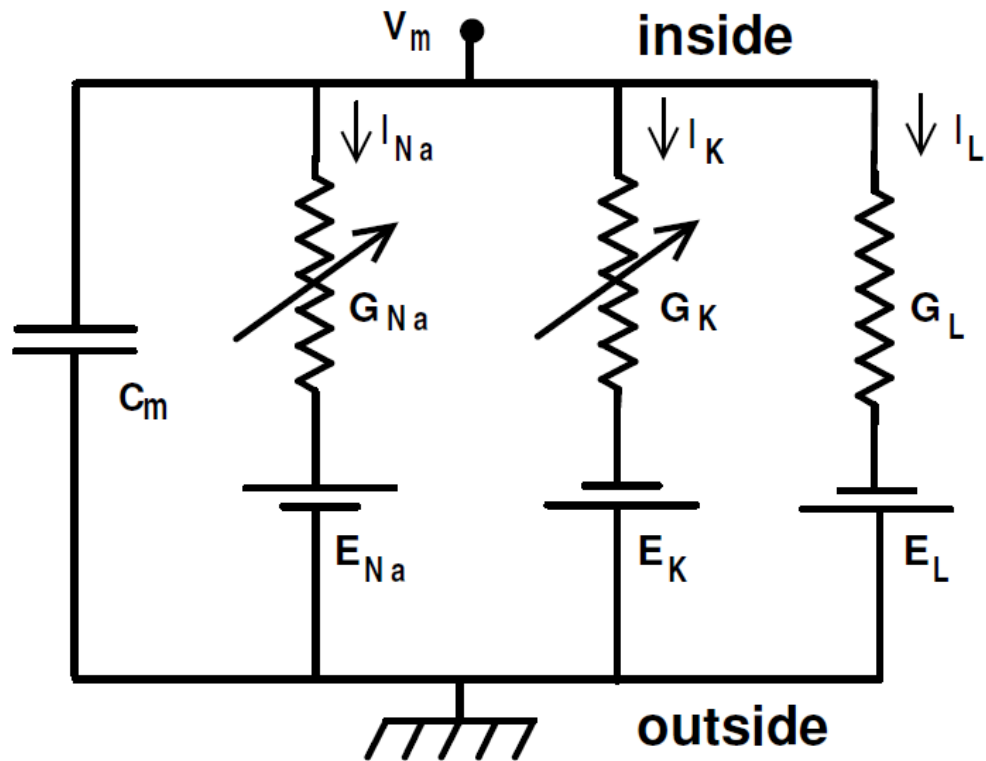 Vm inside
INa IK IL
GNa GK GL
Cm
ENa EK EL
outside